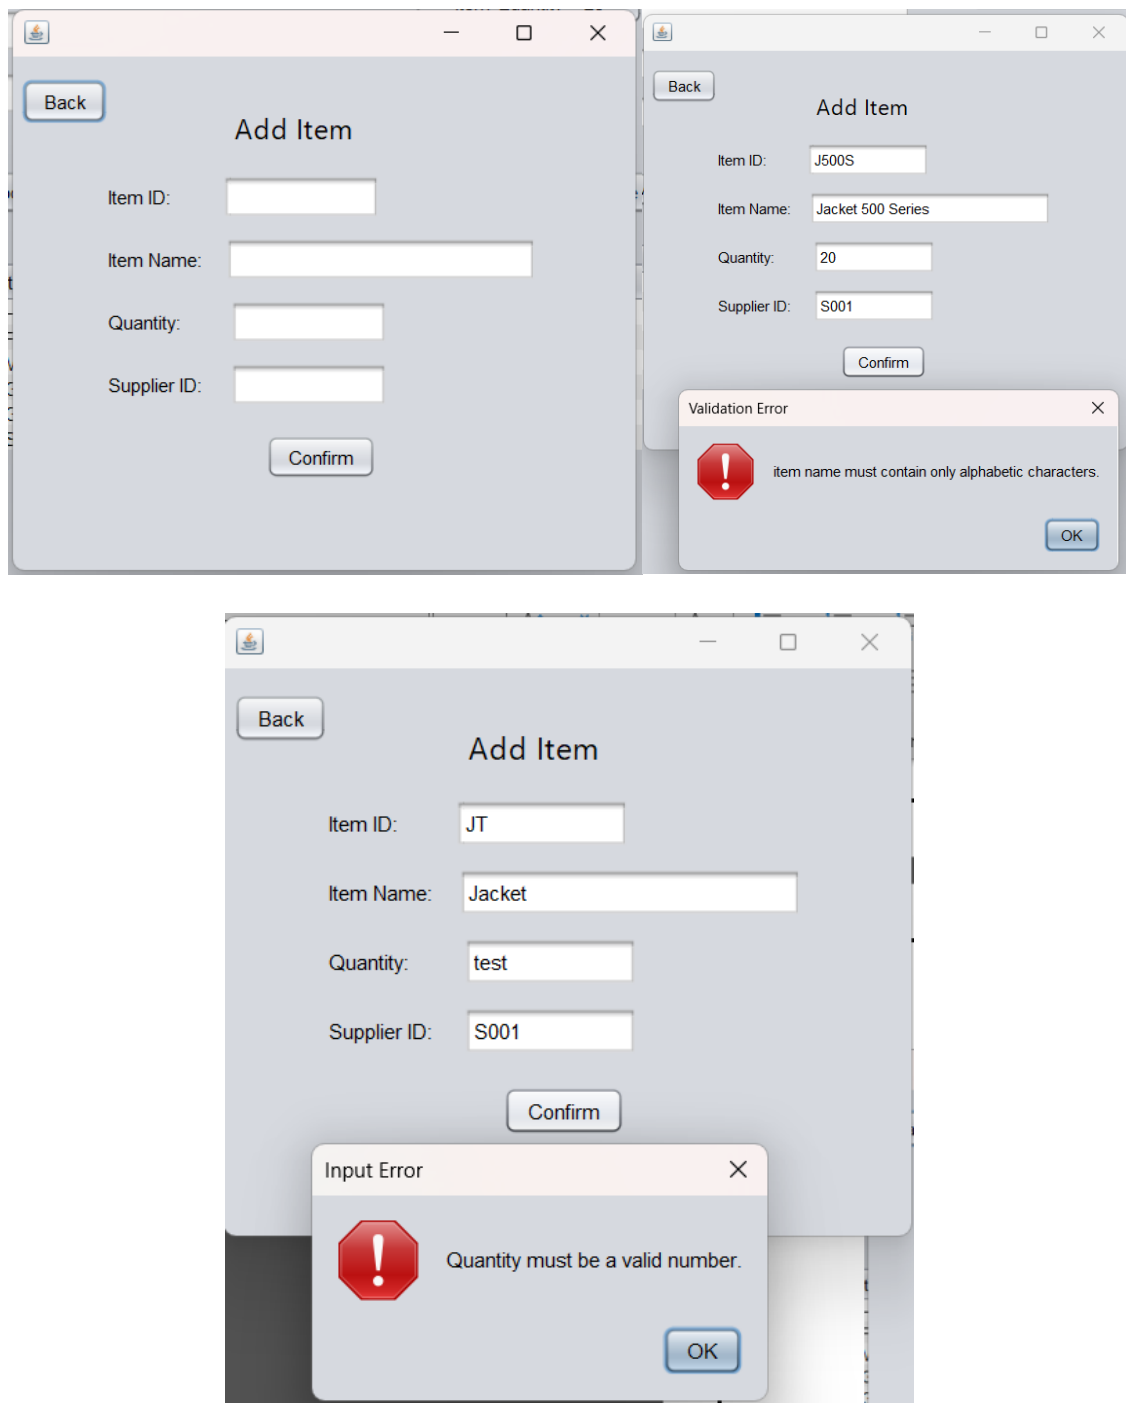 Back
Add Item
Item ID:
Item Name:
Quantity:
Supplier ID:
Confirm
Back
Add Item
Item ID: J500S
Item Name: Jacket 500 Series
Quantity: 20
Supplier ID: S001
Confirm
Validation Error
item name must contain only alphabetic characters.
OK
Back
Add Item
Item ID: JT
Item Name: Jacket
Quantity: test
Supplier ID: S001
Confirm
Input Error
Quantity must be a valid number.
OK